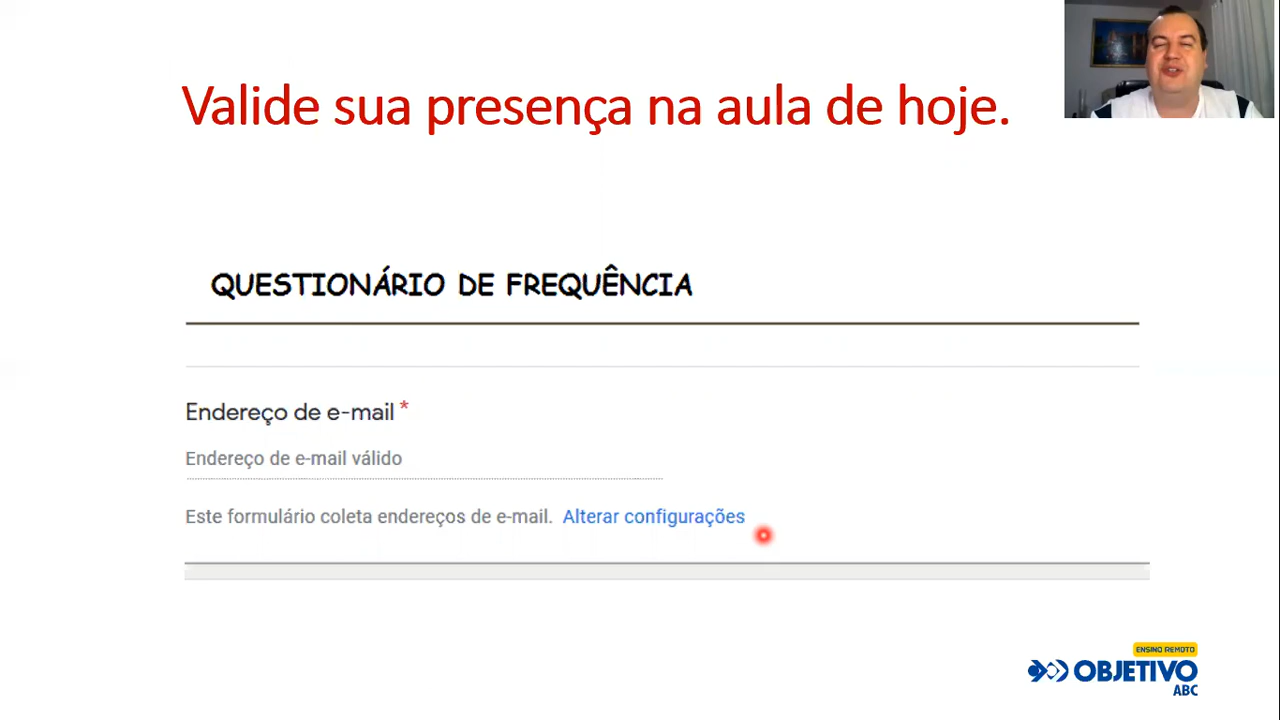 Valide sua presença na aula de hoje.
QUESTIONÁRIO DE FREQUÊNCIA
Endereço de e-mail *
Endereço de e-mail válido
Este formulário coleta endereços de e-mail. Alterar configurações
ENSINO REMOTO
OBJETIVO
ABC